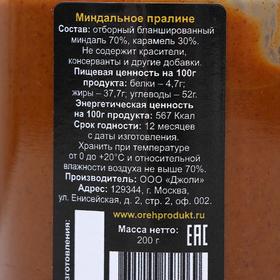 Миндальное пралине
Состав: отборный бланшированный
миндаль 70%, карамель 30%.
Не содержит красители,
консерванты и другие добавки.
Пищевая ценность на 100г
продукта: белки – 4,7г;
жиры – 37,7г; углеводы – 52г.
Энергетическая ценность
на 100г продукта: 567 Ккал
Срок годности: 12 месяцев
с даты изготовления.
Хранить при температуре
от 0 до +20°C и относительной
влажности воздуха не выше 70%.
Производитель: ООО «Джоли»
Адрес: 129344, г. Москва,
ул. Енисейская, д. 2, стр. 2, оф. 002.
www.orehprodukt.ru
Масса нетто:
200 г
ЕАС